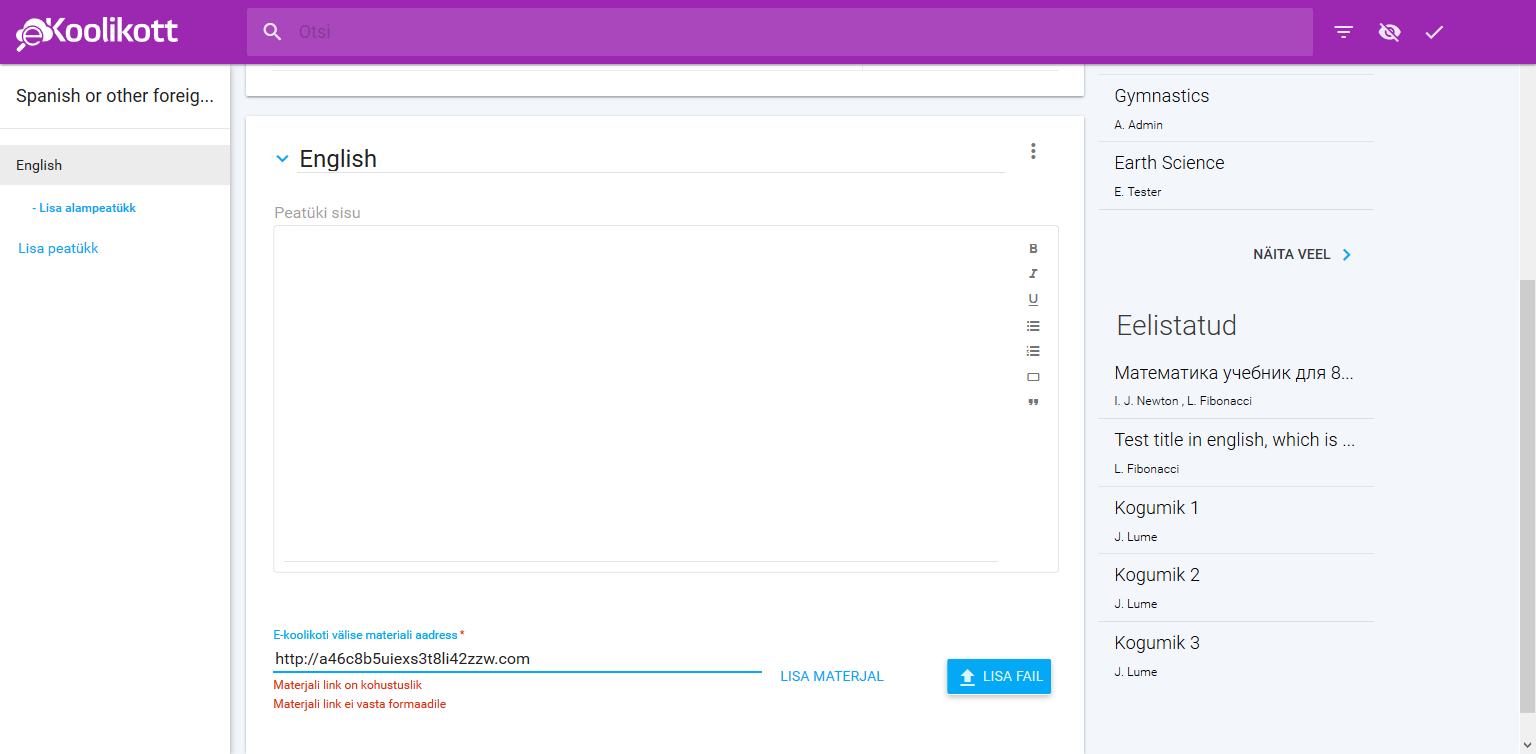 eKoolikott
Otsi
Spanish or other foreig...
English
- Lisa alampeatükk
Lisa peatükk
English
Peatüki sisu
B
I
U
E-koolikoti välise materiali aadress *
http://a46c8b5uiexs3t8li42zzw.com
Materjali link on kohustuslik
Materjali link ei vasta formaadile
LISA MATERJAL
LISA FAIL
Gymnastics
A. Admin
Earth Science
E. Tester
NÄITA VEEL
Eelistatud
Математика учебник для 8...
I. J. Newton , L. Fibonacci
Test title in english, which is ...
L. Fibonacci
Kogumik 1
J. Lume
Kogumik 2
J. Lume
Kogumik 3
J. Lume